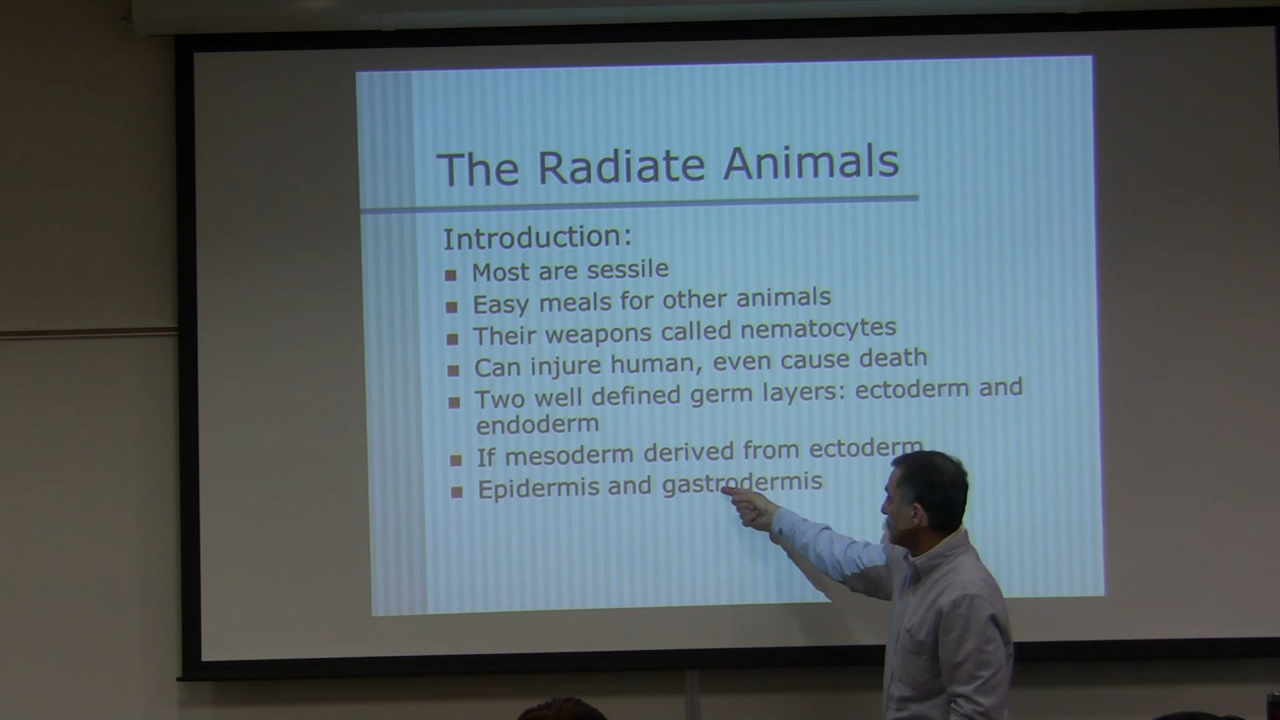 The Radiate Animals
Introduction:
■ Most are sessile
■ Easy meals for other animals
■ Their weapons called nematocytes
■ Can injure human, even cause death
■ Two well defined germ layers: ectoderm and
endoderm
■ If mesoderm derived from ectoderm
■ Epidermis and gastrodermis